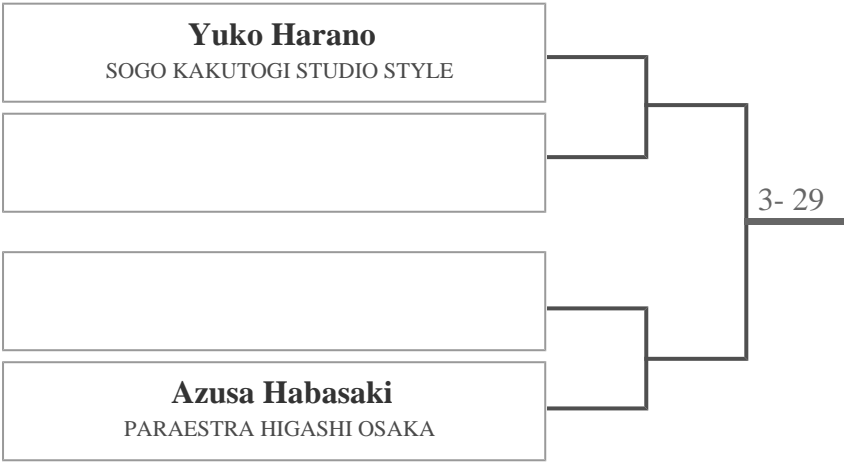 Yuko Harano
SOGO KAKUTOGI STUDIO STYLE
3- 29
Azusa Habasaki
PARAESTRA HIGASHI OSAKA